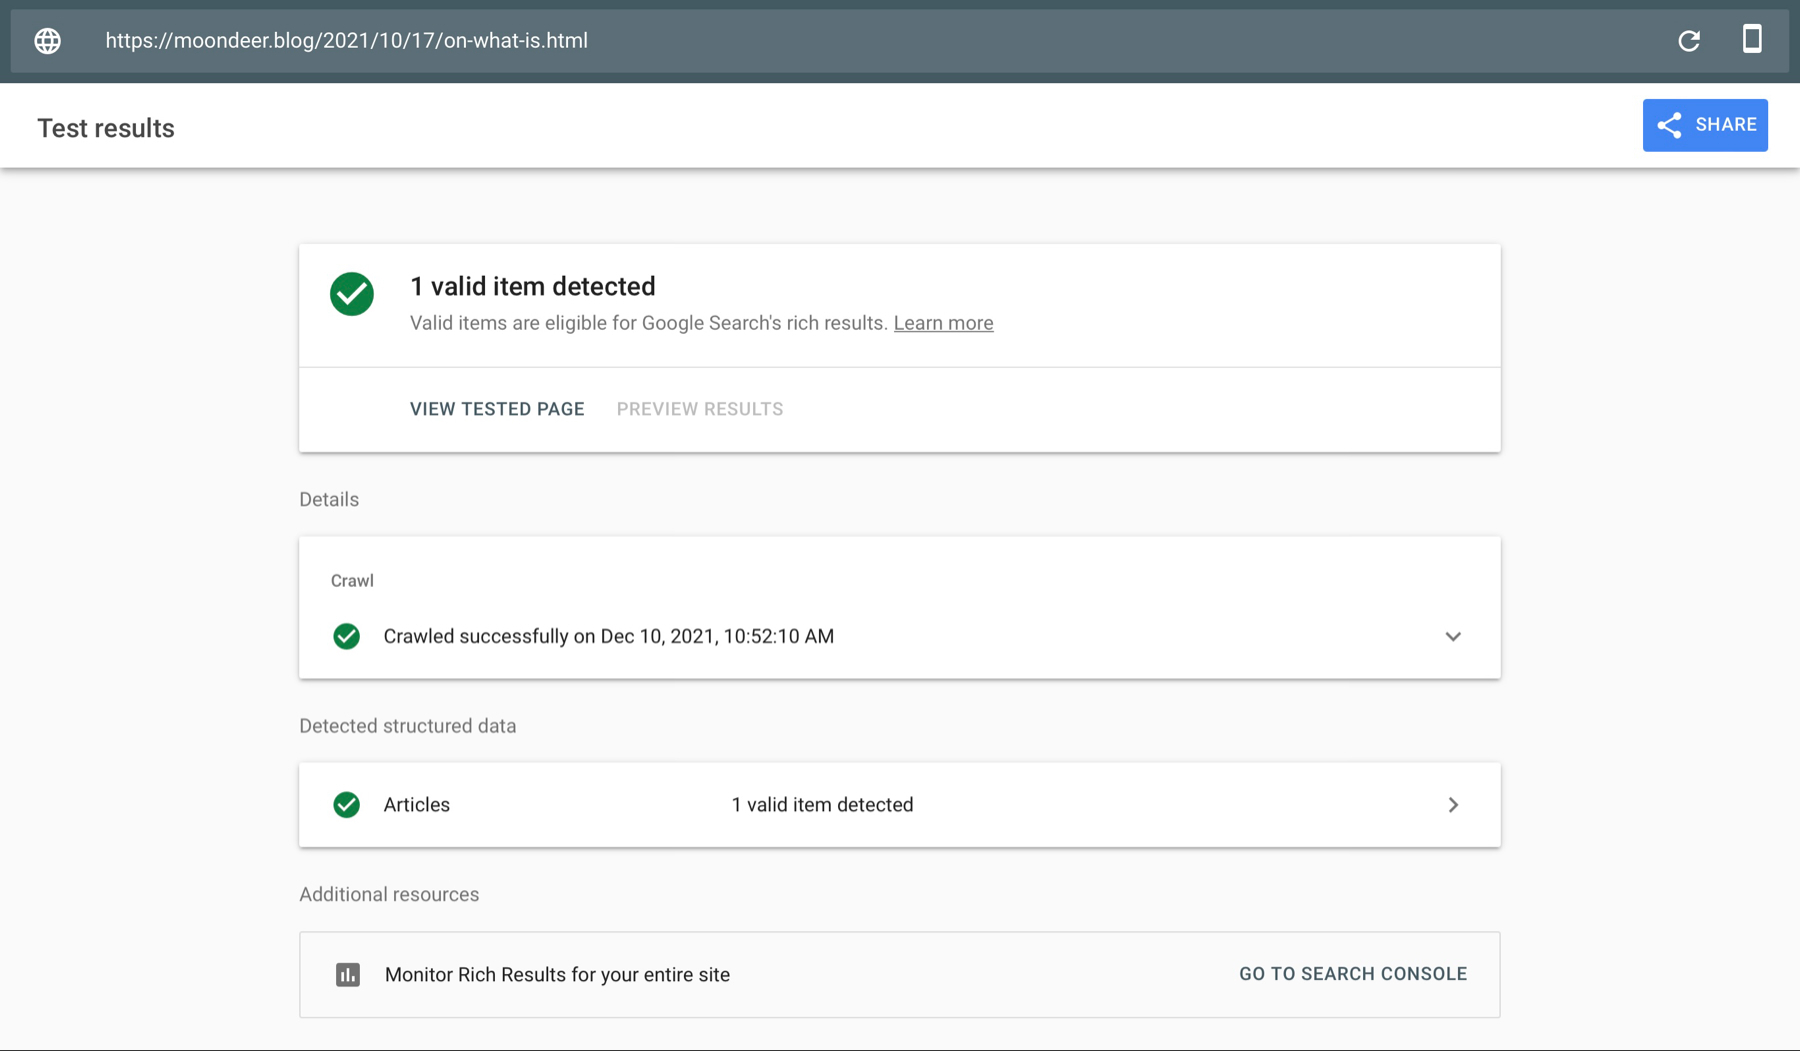 https://moondeer.blog/2021/10/17/on-what-is.html
Test results
SHARE
1 valid item detected
Valid items are eligible for Google Search's rich results. Learn more
VIEW TESTED PAGE PREVIEW RESULTS
Details
Crawl
Crawled successfully on Dec 10, 2021, 10:52:10 AM
Detected structured data
Articles 1 valid item detected
Additional resources
Monitor Rich Results for your entire site GO TO SEARCH CONSOLE